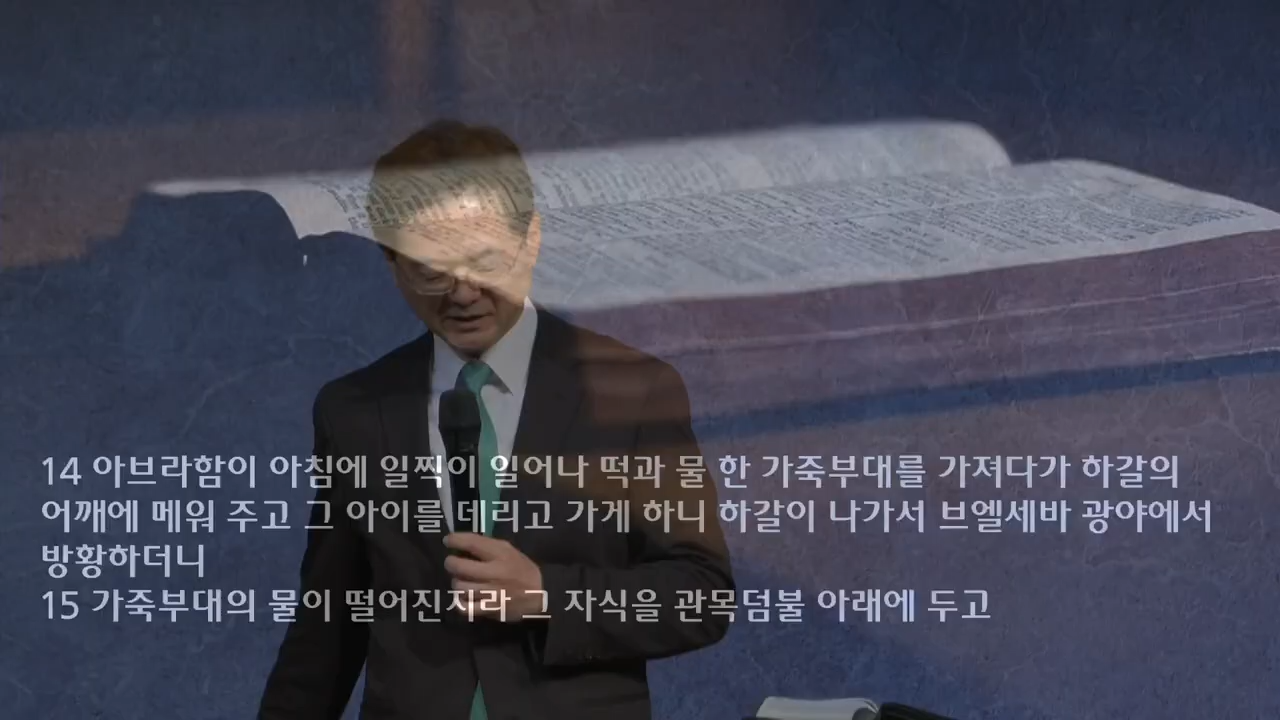 14 아브라함이 아침에 일찍이 일어나 떡과 물 한 가죽부대를 가져다가 하갈의
어깨에 메워 주고 그 아이를 데리고 가게 하니 하갈이 나가서 브엘세바 광야에서
방황하더니
15 가죽부대의 물이 떨어진지라 그 자식을 관목덤불 아래에 두고